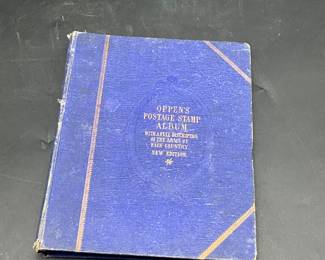 OPPEN'S
POSTAGE STAMP
ALBUM
WITH A FULL DESCRIPTION
OF THE ARMS OF
EACH COUNTRY
NEW EDITION